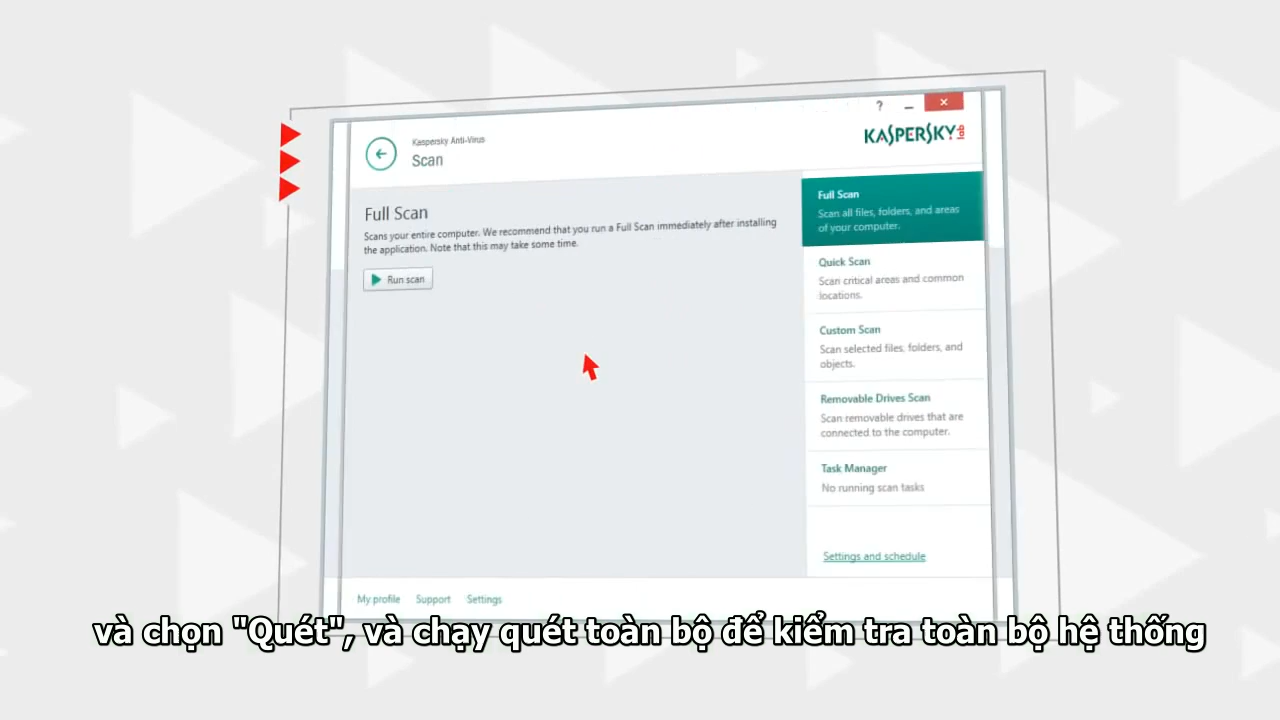 ?
KASPERSKY lab
Kaspersky Anti-Virus
Scan
Full Scan
Scans your entire computer. We recommend that you run a Full Scan immediately after installing
the application. Note that this may take some time.
Run scan
Full Scan
Scan all files, folders, and areas
of your computer.
Quick Scan
Scan critical areas and common
locations.
Custom Scan
Scan selected files, folders, and
objects.
Removable Drives Scan
Scan removable drives that are
connected to the computer.
Task Manager
No running scan tasks
Settings and schedule
My profile Support Settings
và chọn "Quét", và chạy quét toàn bộ để kiểm tra toàn bộ hệ thống